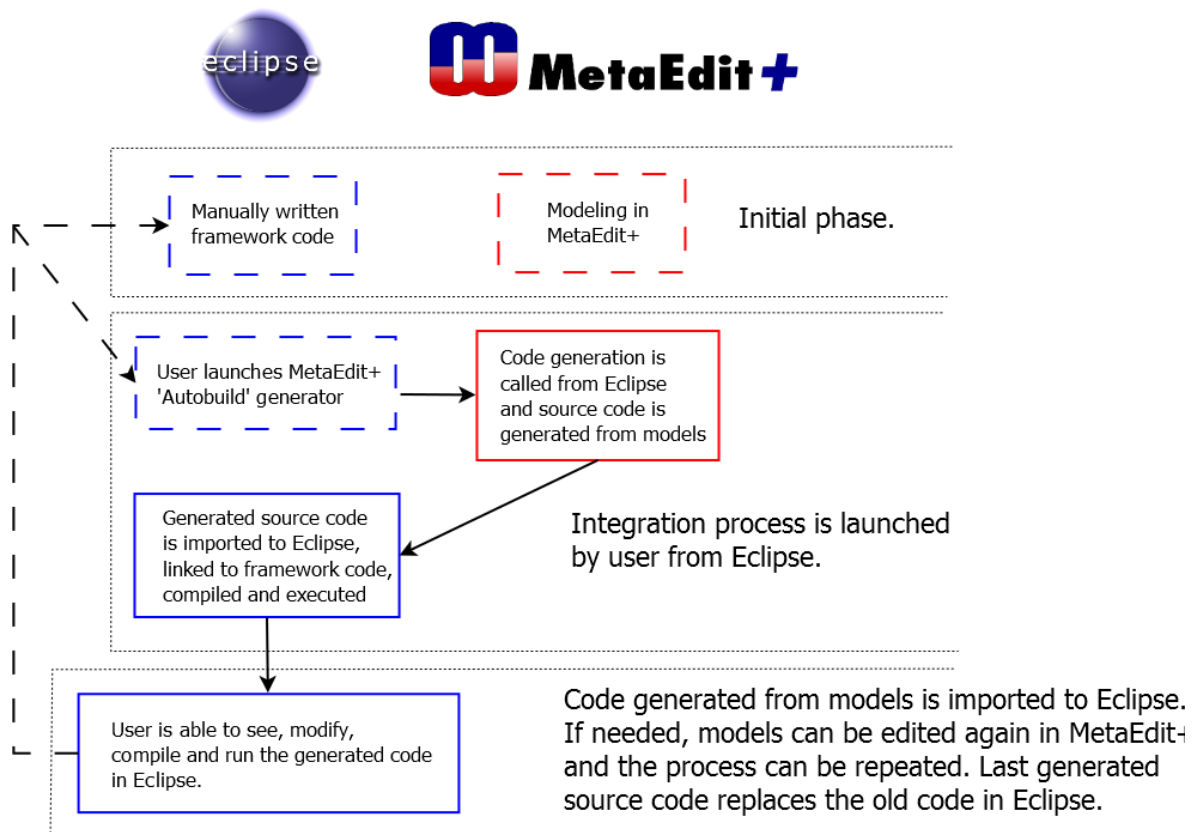 eclipse
MetaEdit+
Manually written
framework code
Modeling in
MetaEdit+
Initial phase.
User launches MetaEdit+
'Autobuild' generator
Code generation is
called from Eclipse
and source code is
generated from models
Generated source code
is imported to Eclipse,
linked to framework code,
compiled and executed
Integration process is launched
by user from Eclipse.
User is able to see, modify,
compile and run the generated code
in Eclipse.
Code generated from models is imported to Eclipse.
If needed, models can be edited again in MetaEdit+
and the process can be repeated. Last generated
source code replaces the old code in Eclipse.